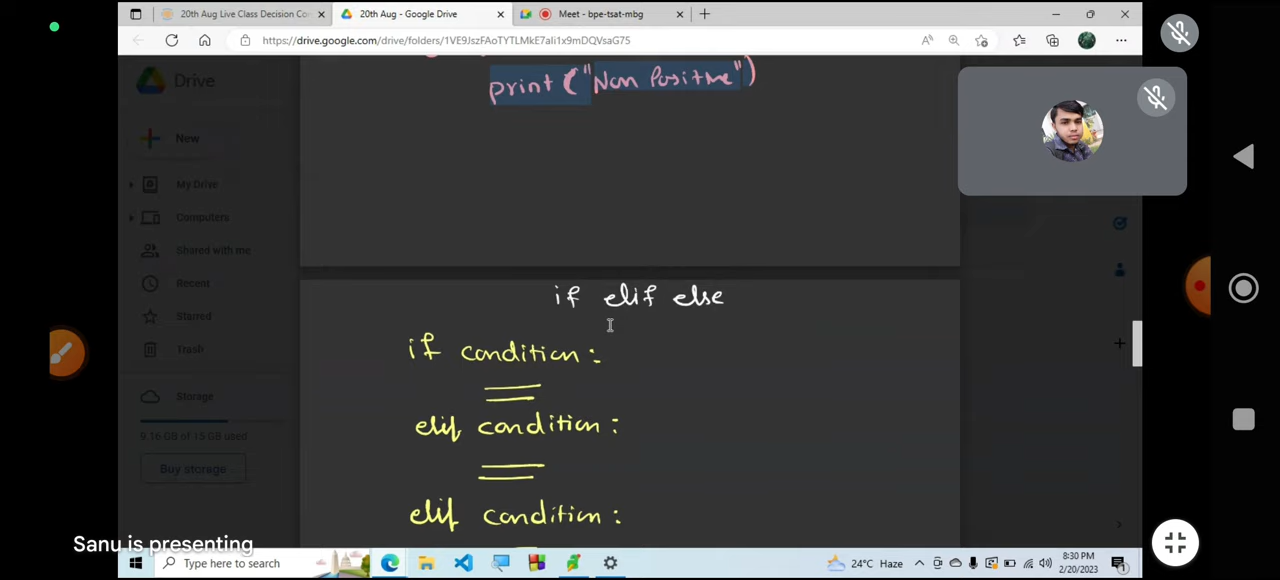 20th Aug Live Class Decision Con
20th Aug - Google Drive
Meet - bpe-tsat-mbg
https://drive.google.com/drive/folders/1VE9JszFAoTYTLMkE7ali1x9mDQVsaG75
print ("Non Positive")
Drive
New
My Drive
Computers
Shared with me
Recent
Starred
Trash
Storage
9.16 GB of 15 GB used
Buy storage
if elif else
if condition:
elif condition:
elif condition:
Sanu is presenting
Type here to search
24°C Haze
8:30 PM
2/20/2023
1